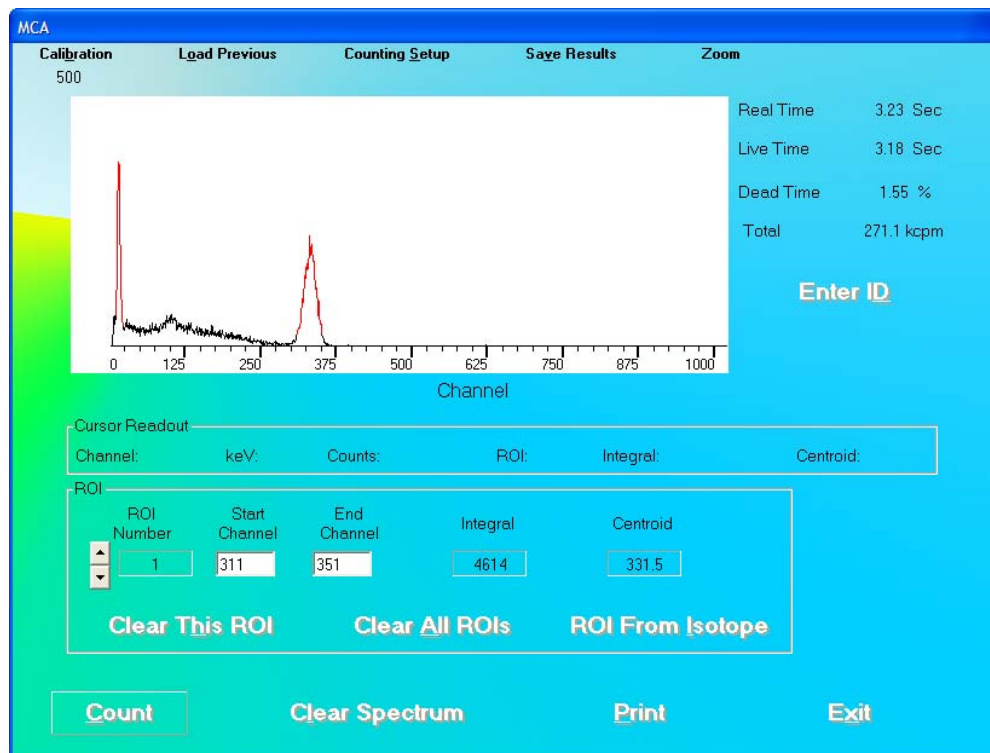 MCA
Calibration Load Previous Counting Setup Save Results Zoom
500
Real Time 3.23 Sec
Live Time 3.18 Sec
Dead Time 1.55 %
Total 271.1 kcpm
Enter ID
0 125 250 375 500 625 750 875 1000
Channel
Cursor Readout
Channel: keV: Counts: ROI: Integral: Centroid:
ROI
ROI Number Start Channel End Channel Integral Centroid
1 311 351 4614 331.5
Clear This ROI Clear All ROIs ROI From Isotope
Count Clear Spectrum Print Exit